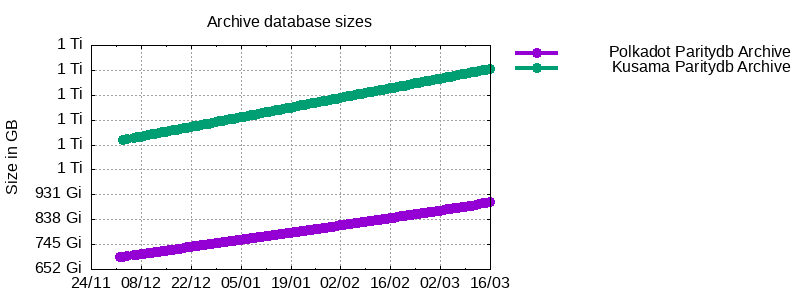 Archive database sizes
Polkadot Paritydb Archive
Kusama Paritydb Archive
Size in GB
1 Ti
1 Ti
1 Ti
1 Ti
1 Ti
1 Ti
931 Gi
838 Gi
745 Gi
652 Gi
24/11 08/12 22/12 05/01 19/01 02/02 16/02 02/03 16/03